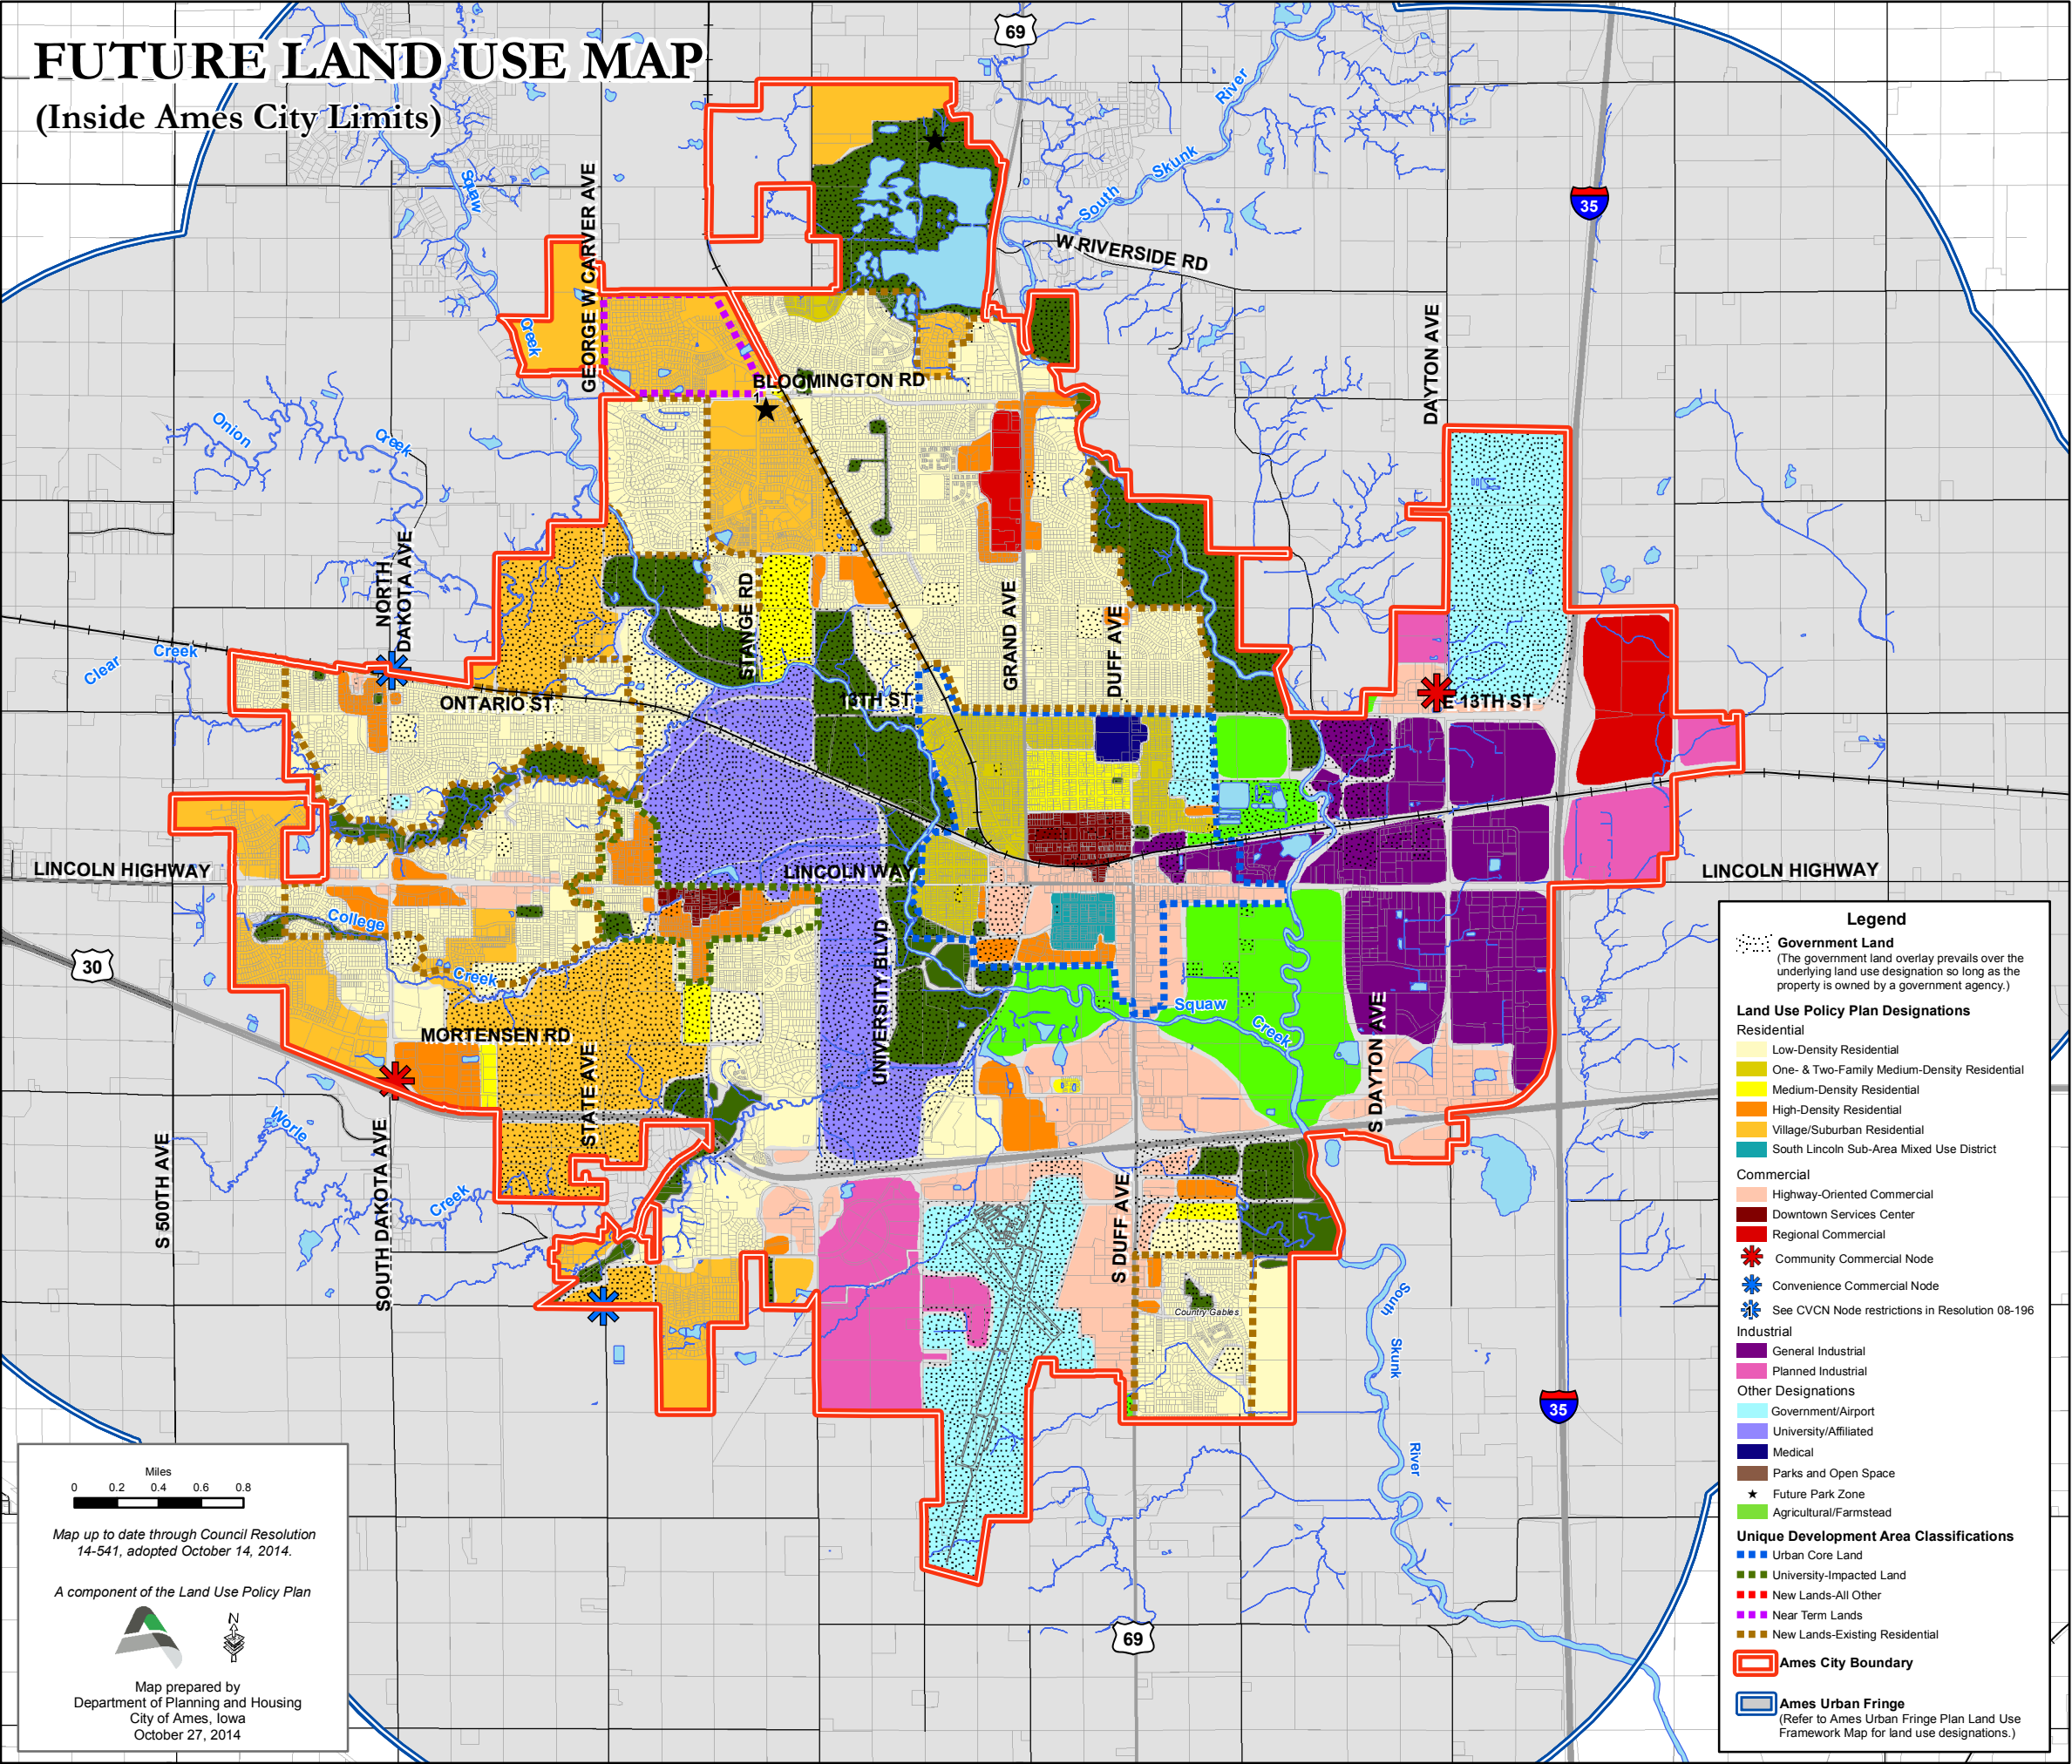 FUTURE LAND USE MAP
(Inside Ames City Limits)
69
River
Skunk
South
35
Squaw
Creek
GEORGE W CARVER AVE
W RIVERSIDE RD
DAYTON AVE
BLOOMINGTON RD
1
Onion
Creek
NORTH
DAKOTA AVE
STANGE RD
GRAND AVE
DUFF AVE
Clear
Creek
ONTARIO ST
13TH ST
E 13TH ST
LINCOLN HIGHWAY
LINCOLN WAY
LINCOLN HIGHWAY
College
Creek
30
UNIVERSITY BLVD
Squaw
Creek
MORTENSEN RD
STATE AVE
S DAYTON AVE
Worle
Creek
S 500TH AVE
SOUTH DAKOTA AVE
S DUFF AVE
Country Gables
South
Skunk
River
35
69
Legend
Government Land
(The government land overlay prevails over the
underlying land use designation so long as the
property is owned by a government agency.)
Land Use Policy Plan Designations
Residential
Low-Density Residential
One- & Two-Family Medium-Density Residential
Medium-Density Residential
High-Density Residential
Village/Suburban Residential
South Lincoln Sub-Area Mixed Use District
Commercial
Highway-Oriented Commercial
Downtown Services Center
Regional Commercial
Community Commercial Node
Convenience Commercial Node
1 See CVCN Node restrictions in Resolution 08-196
Industrial
General Industrial
Planned Industrial
Other Designations
Government/Airport
University/Affiliated
Medical
Parks and Open Space
Future Park Zone
Agricultural/Farmstead
Unique Development Area Classifications
Urban Core Land
University-Impacted Land
New Lands-All Other
Near Term Lands
New Lands-Existing Residential
Ames City Boundary
Ames Urban Fringe
(Refer to Ames Urban Fringe Plan Land Use
Framework Map for land use designations.)
Miles
0 0.2 0.4 0.6 0.8
Map up to date through Council Resolution
14-541, adopted October 14, 2014.
A component of the Land Use Policy Plan
N
Map prepared by
Department of Planning and Housing
City of Ames, Iowa
October 27, 2014